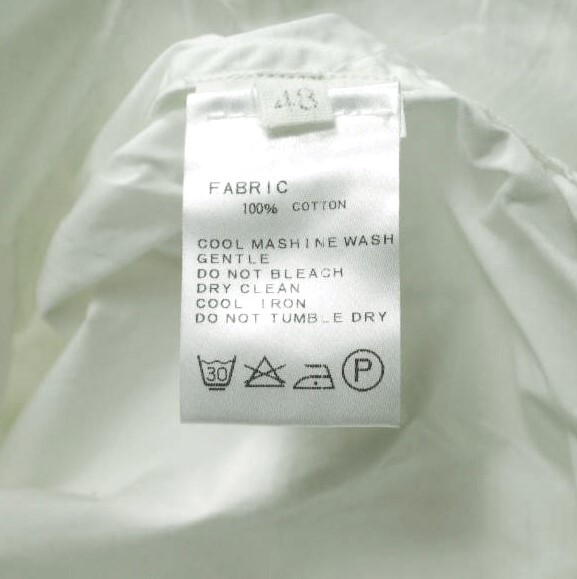 48
FABRIC
100% COTTON
COOL MASHINE WASH
GENTLE
DO NOT BLEACH
DRY CLEAN
COOL IRON
DO NOT TUMBLE DRY
30 P